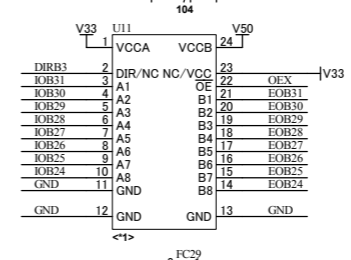 104
V33 U11 V50
1 VCCA VCCB 24
DIRB3 2 DIR/NC NC/VCC 23 V33
IOB31 3 A1 OE 22 OEX
IOB30 4 A2 B1 21 EOB31
IOB29 5 A3 B2 20 EOB30
IOB28 6 A4 B3 19 EOB29
IOB27 7 A5 B4 18 EOB28
IOB26 8 A6 B5 17 EOB27
IOB25 9 A7 B6 16 EOB26
IOB24 10 A8 B7 15 EOB25
GND 11 GND B8 14 EOB24
GND 12 GND GND 13 GND
<*1>
FC29